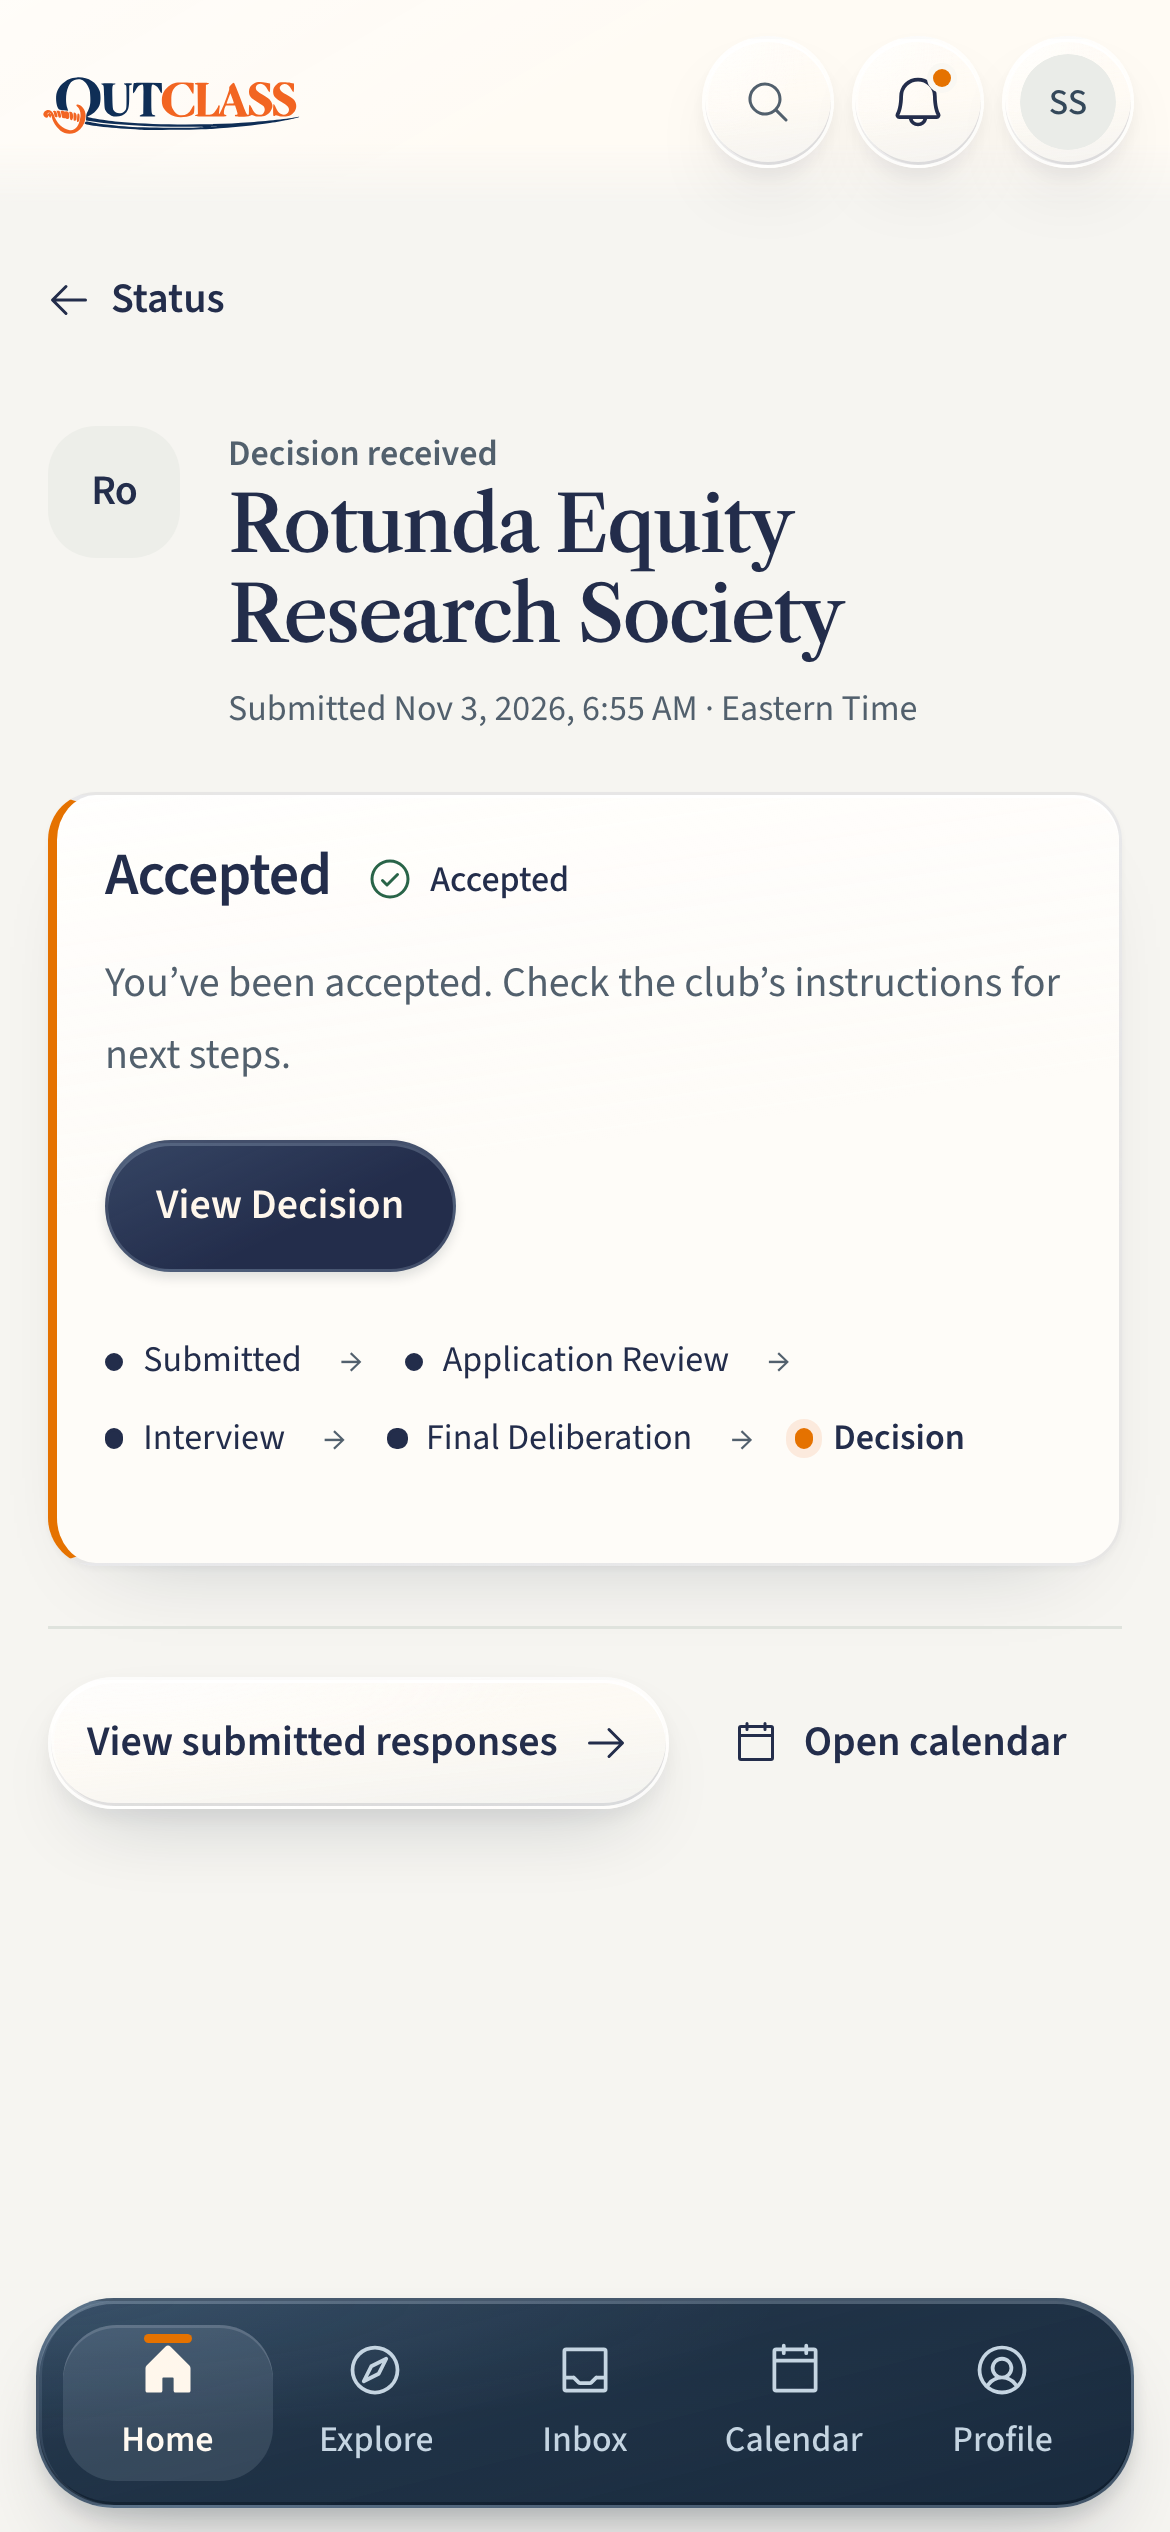 OUTCLASS
SS
Status
Ro
Decision received
Rotunda Equity
Research Society
Submitted Nov 3, 2026, 6:55 AM · Eastern Time
Accepted Accepted
You’ve been accepted. Check the club’s instructions for
next steps.
View Decision
Submitted → Application Review →
Interview → Final Deliberation → Decision
View submitted responses →
Open calendar
Home Explore Inbox Calendar Profile